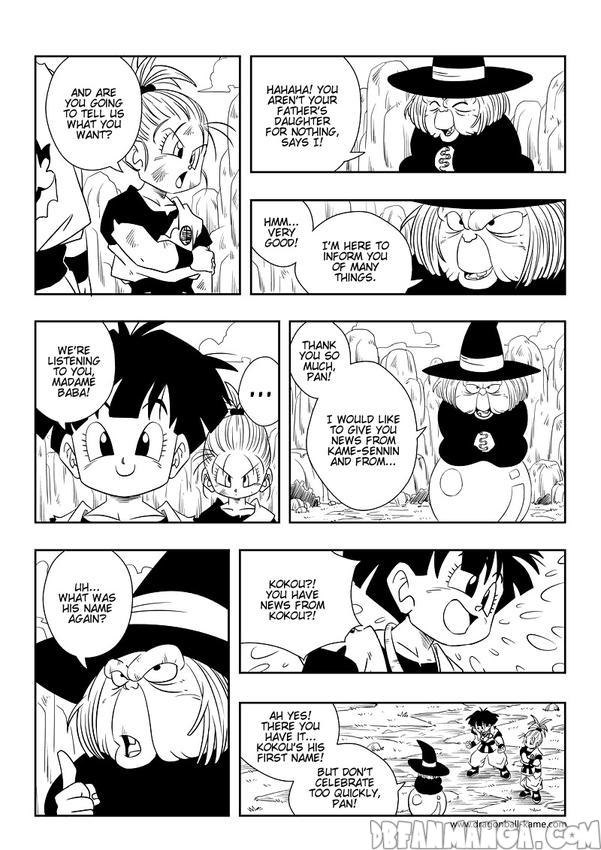 AND ARE
YOU GOING
TO TELL US
WHAT YOU
WANT?
HAHAHA! YOU
AREN'T YOUR
FATHER'S
DAUGHTER
FOR NOTHING,
SAYS I!
HMM...
VERY
GOOD!
I'M HERE TO
INFORM YOU
OF MANY
THINGS.
WE'RE
LISTENING
TO YOU,
MADAME
BABA!
...
THANK
YOU SO
MUCH,
PAN!
I WOULD LIKE
TO GIVE YOU
NEWS FROM
KAME-SENNIN
AND FROM...
UH...
WHAT WAS
HIS NAME
AGAIN?
KOKOU?!
YOU HAVE
NEWS FROM
KOKOU?!
AH YES!
THERE YOU
HAVE IT...
KOKOU'S HIS
FIRST NAME!
BUT DON'T
CELEBRATE
TOO QUICKLY,
PAN!
www.dragonball-kame.com
DBFANMANGA.COM